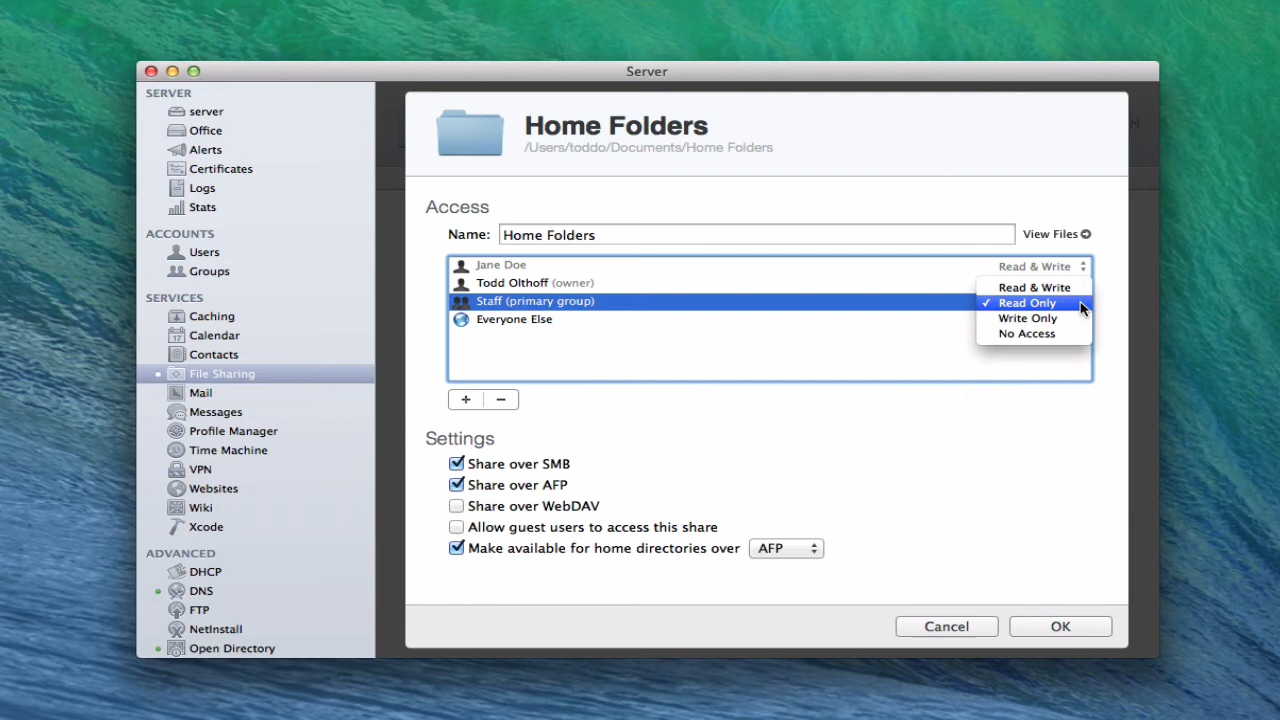 Server
SERVER
server
Office
Alerts
Certificates
Logs
Stats
ACCOUNTS
Users
Groups
SERVICES
Caching
17
Calendar
Contacts
File Sharing
Mail
Messages
Profile Manager
Time Machine
VPN
Websites
Wiki
Xcode
ADVANCED
DHCP
DNS
FTP
NetInstall
Open Directory
Home Folders
/Users/toddo/Documents/Home Folders
Access
Name: Home Folders View Files
Jane Doe Read & Write
Todd Olthoff (owner) Read & Write
Staff (primary group) ✓ Read Only
Everyone Else Write Only
No Access
+ −
Settings
Share over SMB
Share over AFP
Share over WebDAV
Allow guest users to access this share
Make available for home directories over AFP
Cancel OK